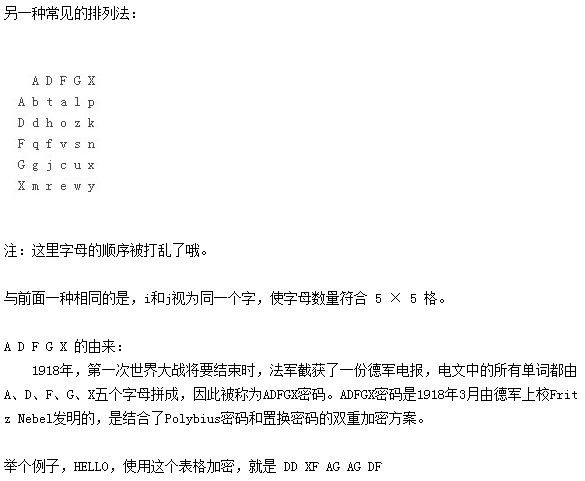 另一种常见的排列法：
A D F G X
A b t a l p
D d h o z k
F q f v s n
G g j c u x
X m r e w y
注：这里字母的顺序被打乱了哦。
与前面一种相同的是，i和j视为同一个字，使字母数量符合 5 × 5 格。
A D F G X 的由来：
1918年，第一次世界大战将要结束时，法军截获了一份德军电报，电文中的所有单词都由
A、D、F、G、X五个字母拼成，因此被称为ADFGX密码。ADFGX密码是1918年3月由德军上校Frit
z Nebel发明的，是结合了Polybius密码和置换密码的双重加密方案。
举个例子，HELLO，使用这个表格加密，就是 DD XF AG AG DF